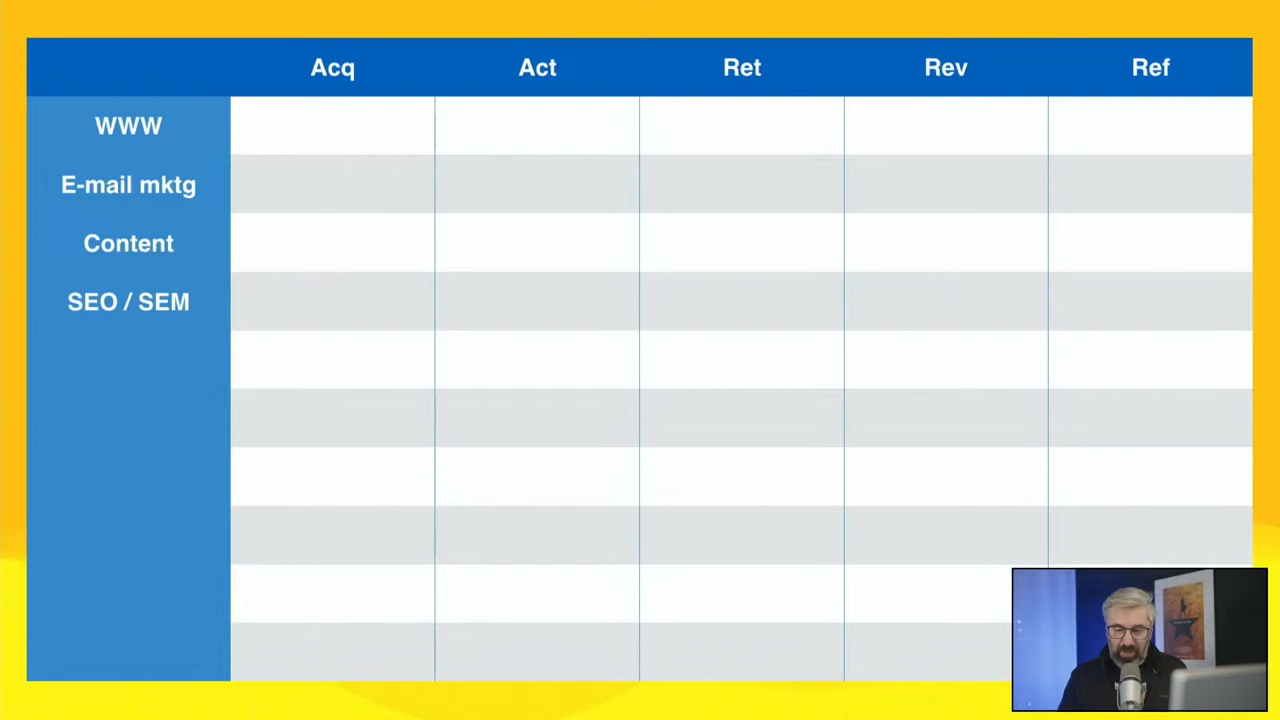 Acq Act Ret Rev Ref
WWW
E-mail mktg
Content
SEO / SEM